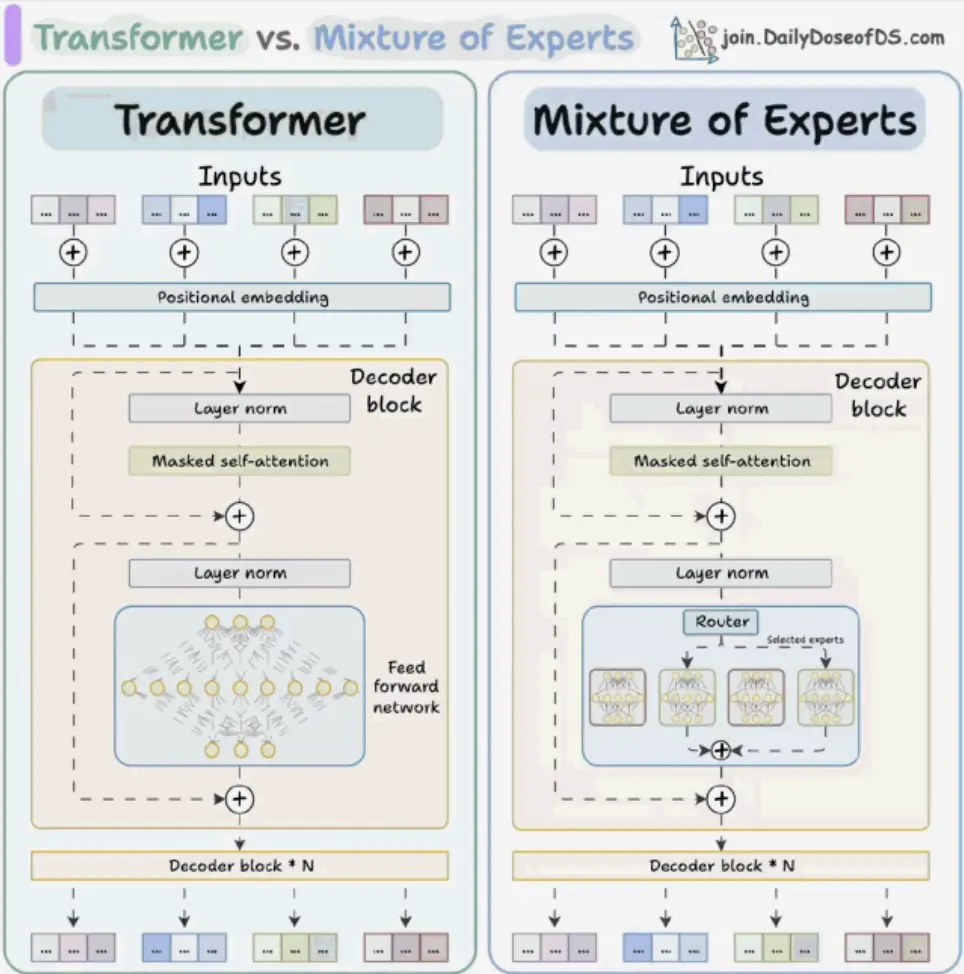 Transformer vs. Mixture of Experts
join.DailyDoseofDS.com
Transformer
Inputs
... ... ... ... ... ... ... ... ... ... ... ...
+ + + +
Positional embedding
Decoder
block
Layer norm
Masked self-attention
+
Layer norm
Feed
forward
network
+
Decoder block * N
... ... ... ... ... ... ... ... ... ... ... ...
Mixture of Experts
Inputs
... ... ... ... ... ... ... ... ... ... ... ...
+ + + +
Positional embedding
Decoder
block
Layer norm
Masked self-attention
+
Layer norm
Router
Selected experts
+
+
Decoder block * N
... ... ... ... ... ... ... ... ... ... ... ...